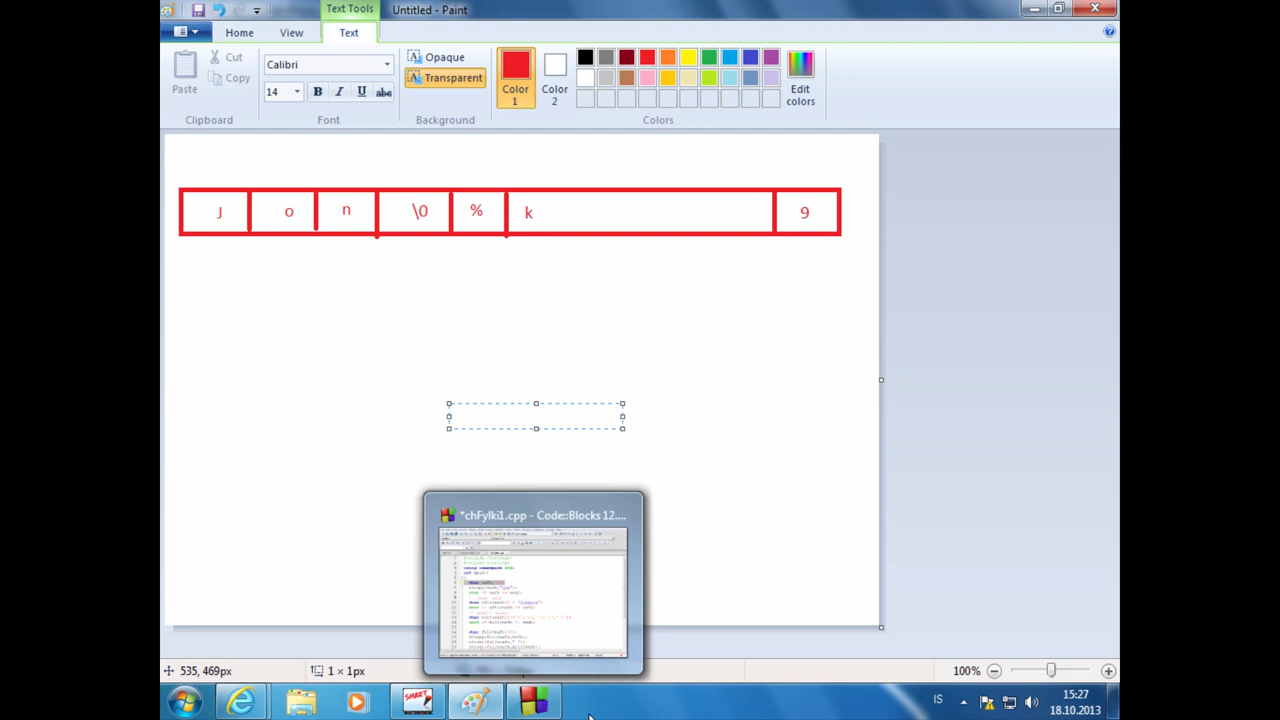 Text Tools
Untitled - Paint
Home
View
Text
Paste
Cut
Copy
Clipboard
Calibri
14
B
I
U
abc
Font
Opaque
Transparent
Background
Color 1
Color 2
Edit colors
Colors
J o n \0 % k 9
*chFylki1.cpp - Code::Blocks 12....
535, 469px
1 × 1px
100%
SMART
IS
15:27
18.10.2013